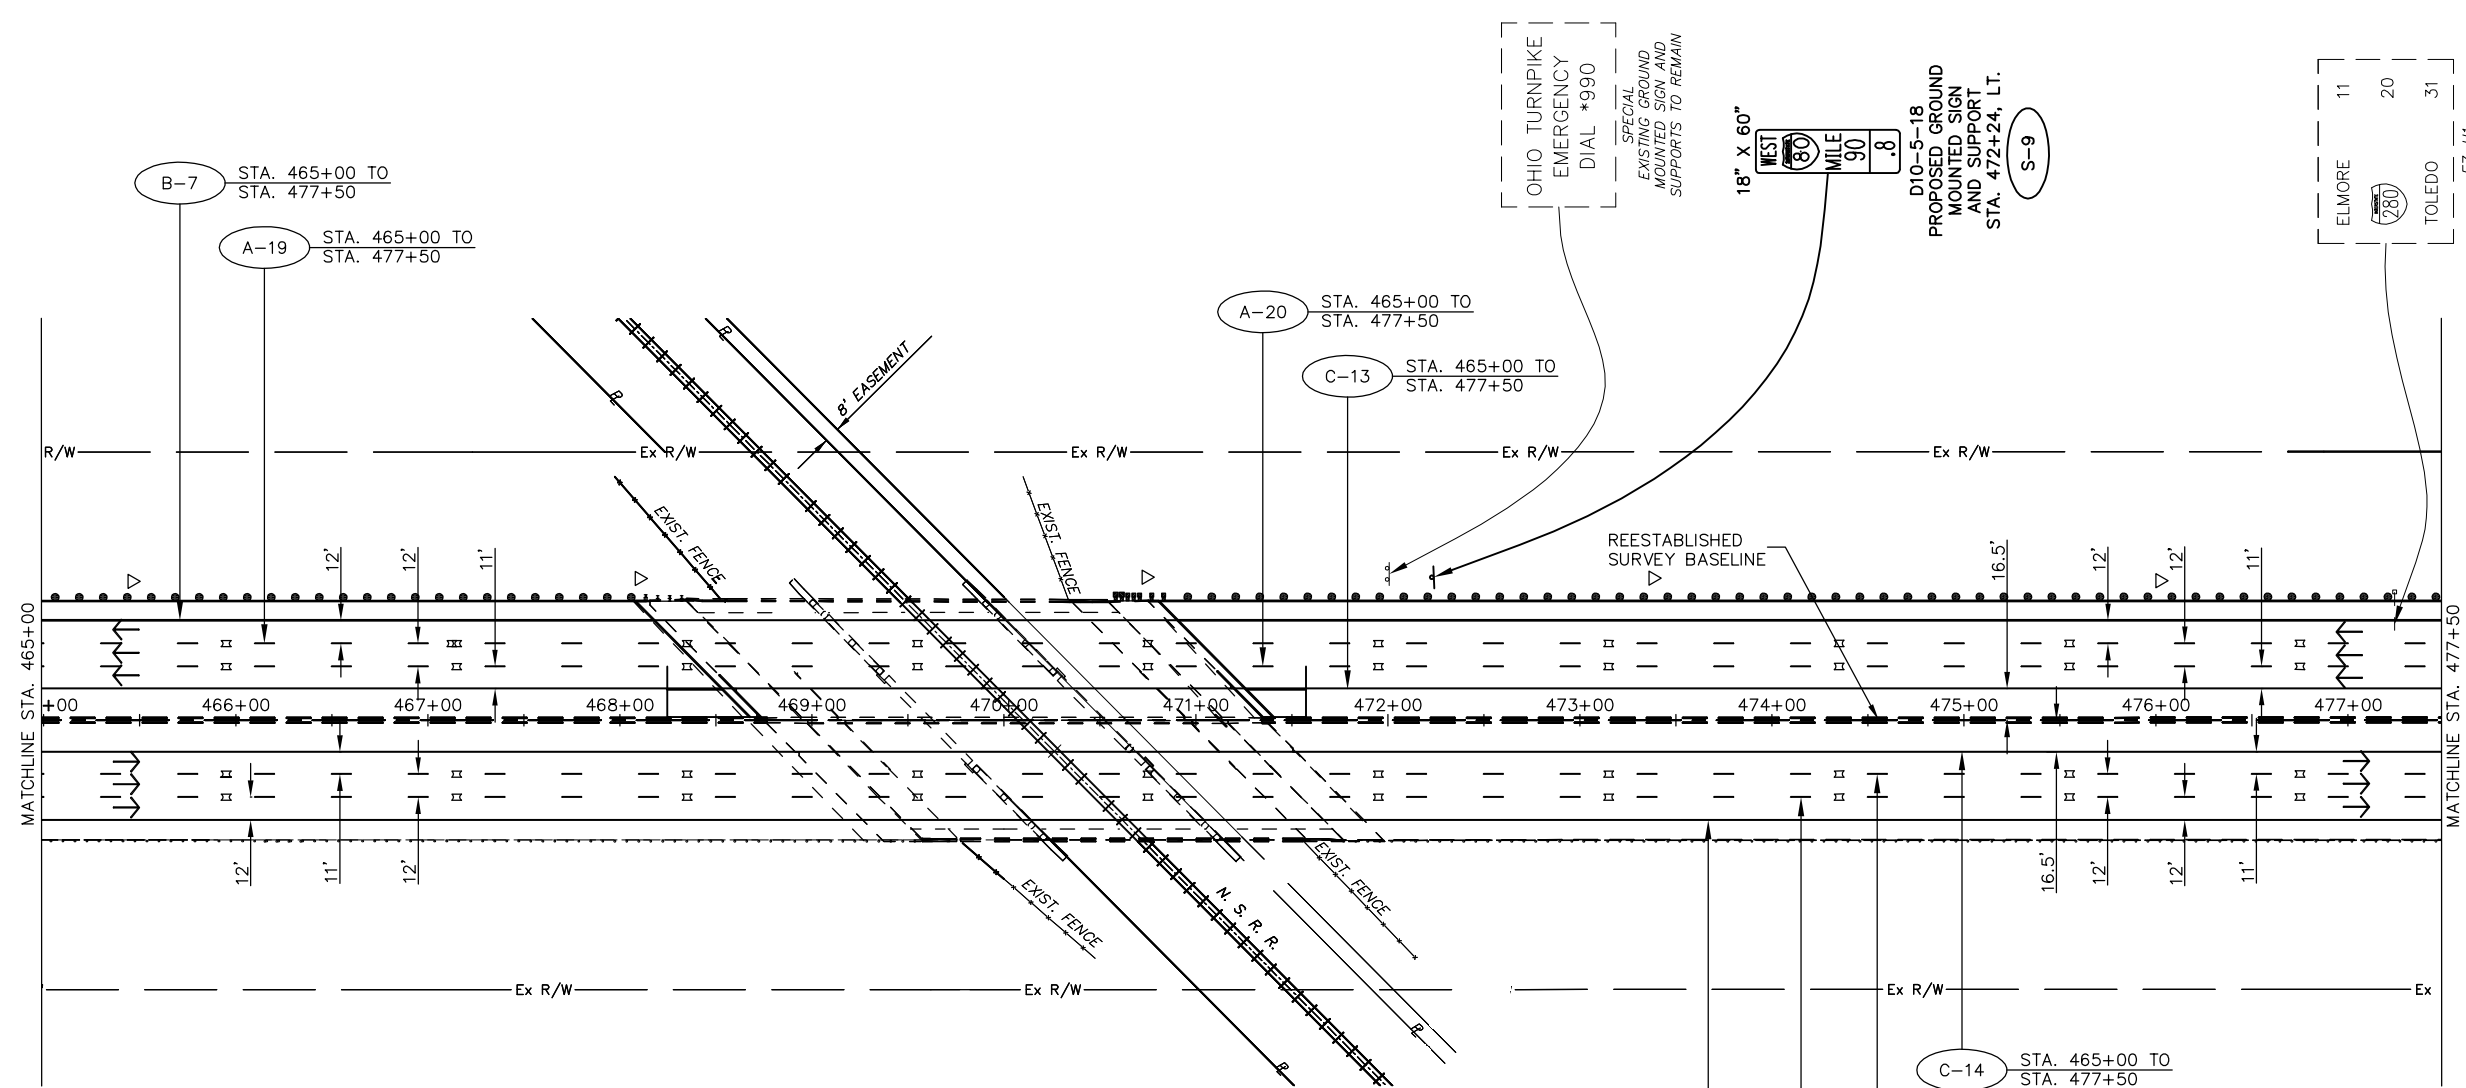 OHIO TURNPIKE
EMERGENCY
DIAL *990
SPECIAL
EXISTING GROUND
MOUNTED SIGN AND
SUPPORTS TO REMAIN
18" X 60"
WEST
80
MILE
90
.8
D10-5-18
PROPOSED GROUND
MOUNTED SIGN
AND SUPPORT
STA. 472+24, LT.
S-9
ELMORE 11
280 20
TOLEDO 31
B-7
STA. 465+00 TO
STA. 477+50
A-19
STA. 465+00 TO
STA. 477+50
A-20
STA. 465+00 TO
STA. 477+50
C-13
STA. 465+00 TO
STA. 477+50
8' EASEMENT
R/W
Ex R/W
Ex R/W
Ex R/W
Ex R/W
EXIST. FENCE
EXIST. FENCE
REESTABLISHED
SURVEY BASELINE
12'
12'
11'
16.5'
12'
12'
11'
MATCHLINE STA. 465+00
+00
466+00
467+00
468+00
469+00
470+00
471+00
472+00
473+00
474+00
475+00
476+00
477+00
MATCHLINE STA. 477+50
12'
11'
12'
16.5'
12'
12'
11'
EXIST. FENCE
EXIST. FENCE
N. S. R. R.
Ex R/W
Ex R/W
Ex R/W
Ex
C-14
STA. 465+00 TO
STA. 477+50